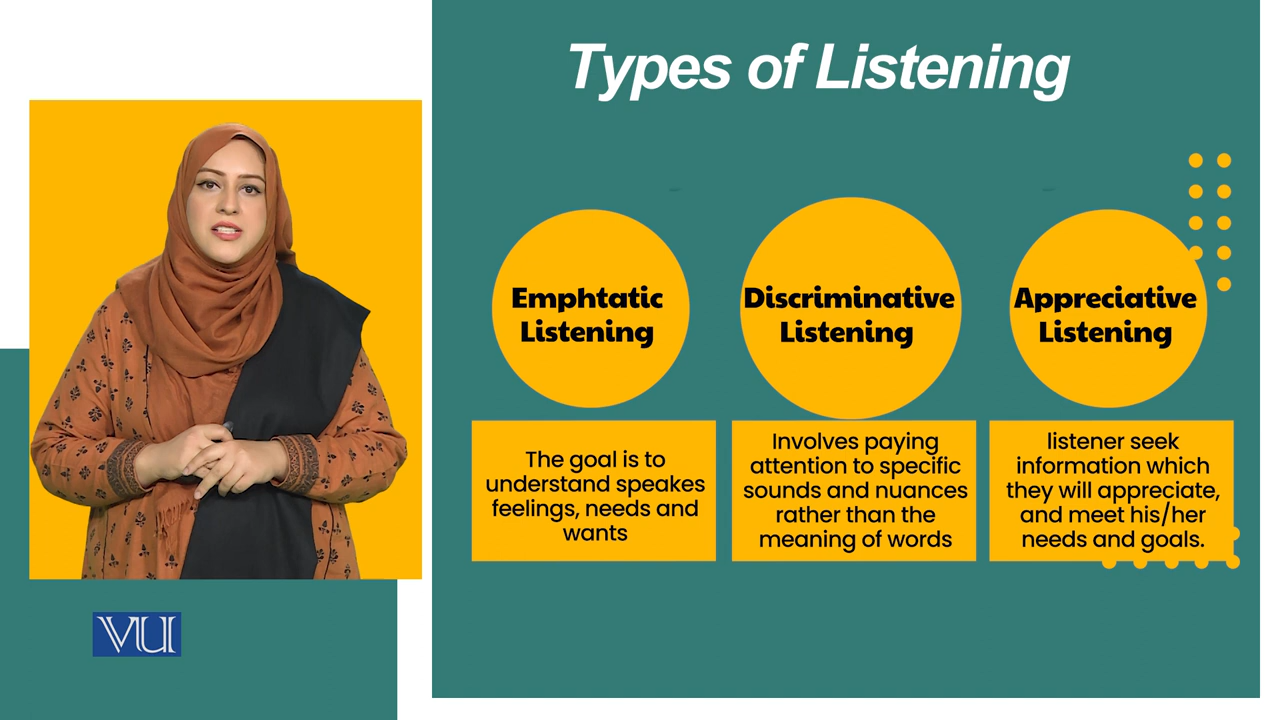 Types of Listening
Emphtatic
Listening
Discriminative
Listening
Appreciative
Listening
The goal is to
understand speakes
feelings, needs and
wants
Involves paying
attention to specific
sounds and nuances
rather than the
meaning of words
listener seek
information which
they will appreciate,
and meet his/her
needs and goals.
VU